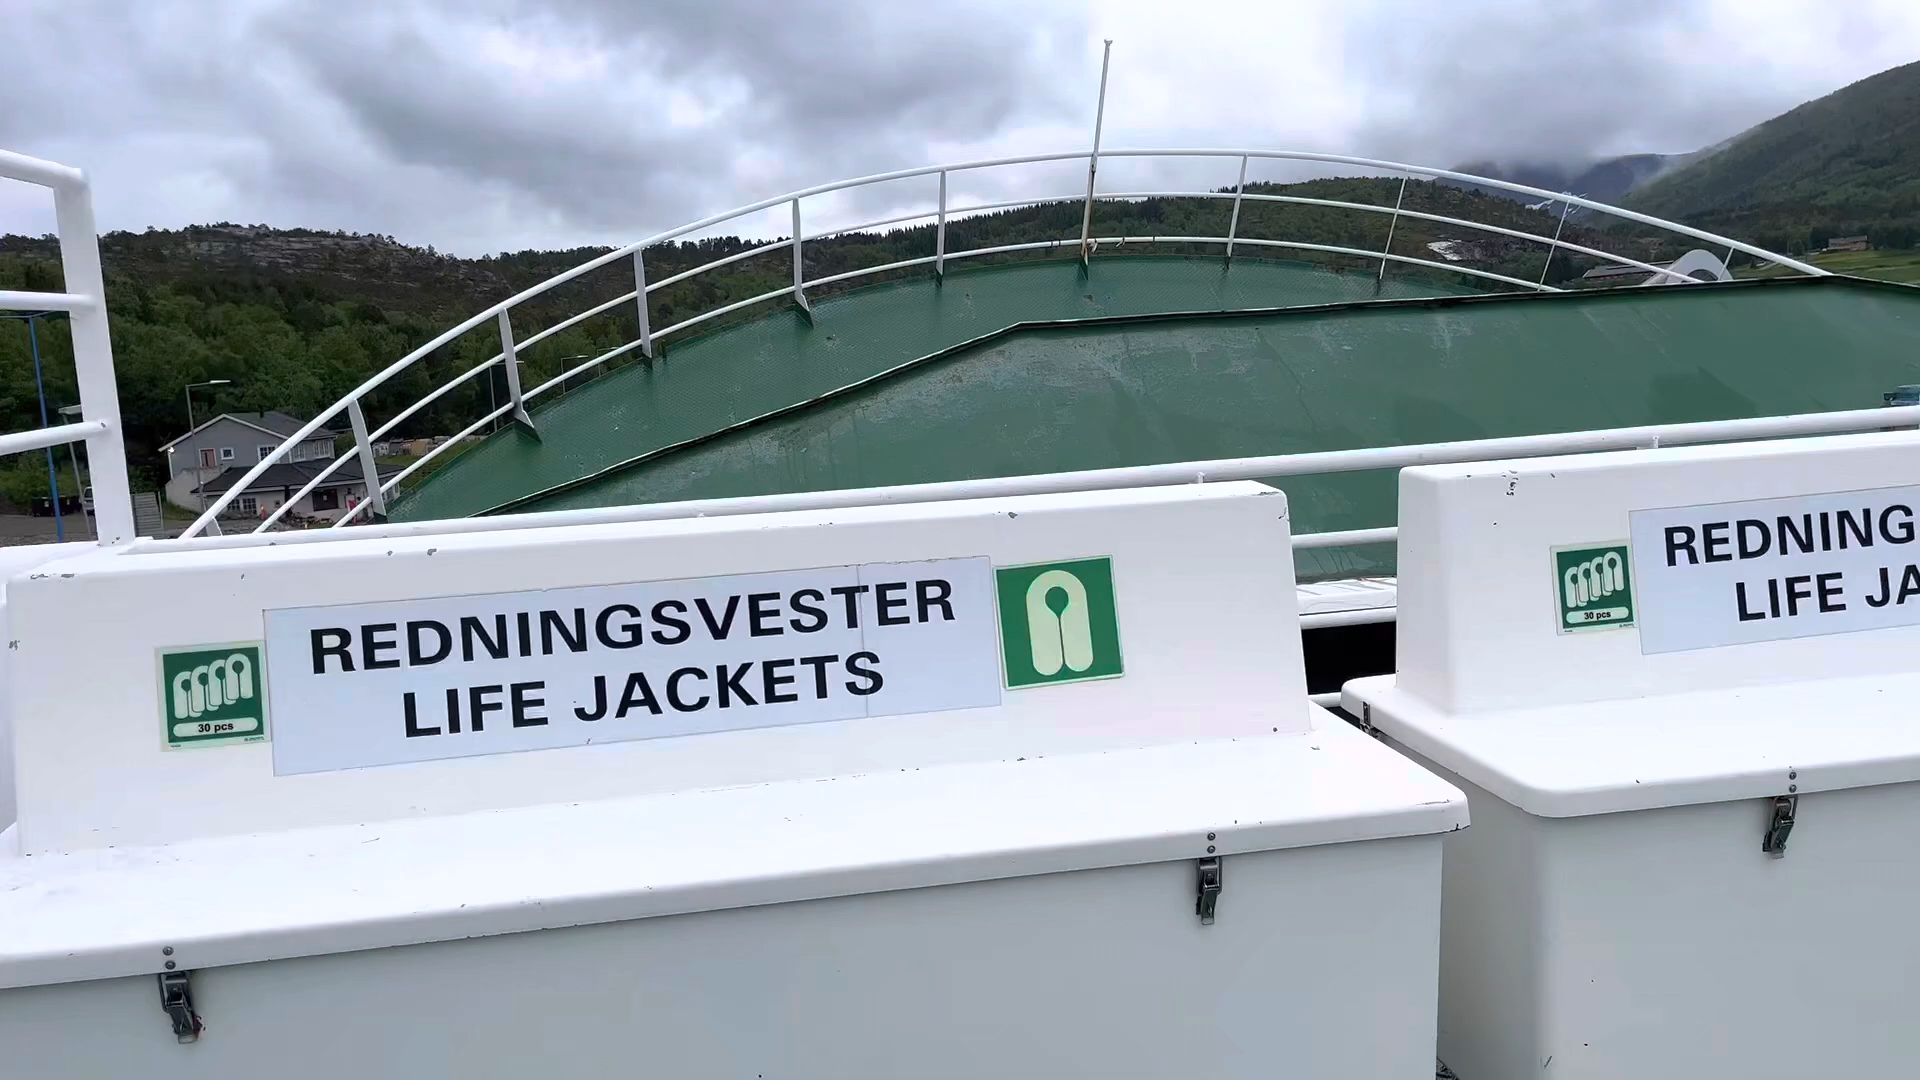 REDNINGSVESTER
LIFE JACKETS
30 pcs
REDNING
LIFE JA
30 pcs